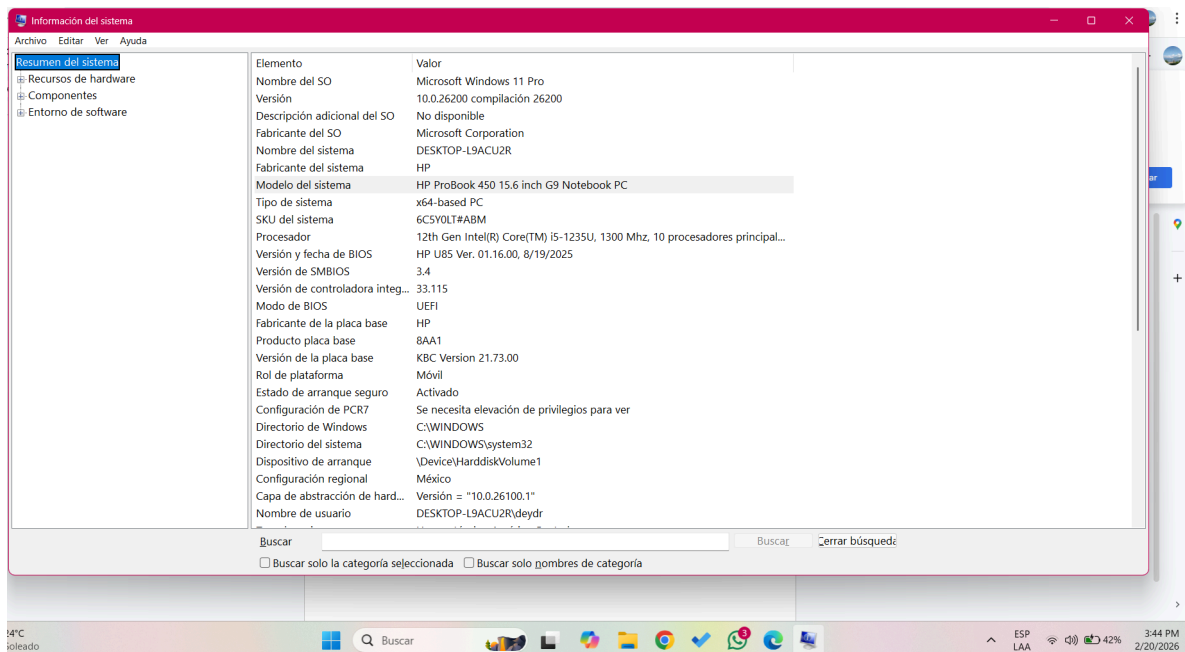 Información del sistema
Archivo Editar Ver Ayuda
Resumen del sistema
Recursos de hardware
Componentes
Entorno de software
Elemento Valor
Nombre del SO Microsoft Windows 11 Pro
Versión 10.0.26200 compilación 26200
Descripción adicional del SO No disponible
Fabricante del SO Microsoft Corporation
Nombre del sistema DESKTOP-L9ACU2R
Fabricante del sistema HP
Modelo del sistema HP ProBook 450 15.6 inch G9 Notebook PC
Tipo de sistema x64-based PC
SKU del sistema 6C5Y0LT#ABM
Procesador 12th Gen Intel(R) Core(TM) i5-1235U, 1300 Mhz, 10 procesadores principal...
Versión y fecha de BIOS HP U85 Ver. 01.16.00, 8/19/2025
Versión de SMBIOS 3.4
Versión de controladora integ... 33.115
Modo de BIOS UEFI
Fabricante de la placa base HP
Producto placa base 8AA1
Versión de la placa base KBC Version 21.73.00
Rol de plataforma Móvil
Estado de arranque seguro Activado
Configuración de PCR7 Se necesita elevación de privilegios para ver
Directorio de Windows C:\WINDOWS
Directorio del sistema C:\WINDOWS\system32
Dispositivo de arranque \Device\HarddiskVolume1
Configuración regional México
Capa de abstracción de hard... Versión = "10.0.26100.1"
Nombre de usuario DESKTOP-L9ACU2R\deydr
Buscar Buscar Cerrar búsqueda
Buscar solo la categoría seleccionada Buscar solo nombres de categoría
ar
24°C
Soleado
Buscar
3
ESP
LAA
42%
3:44 PM
2/20/2026